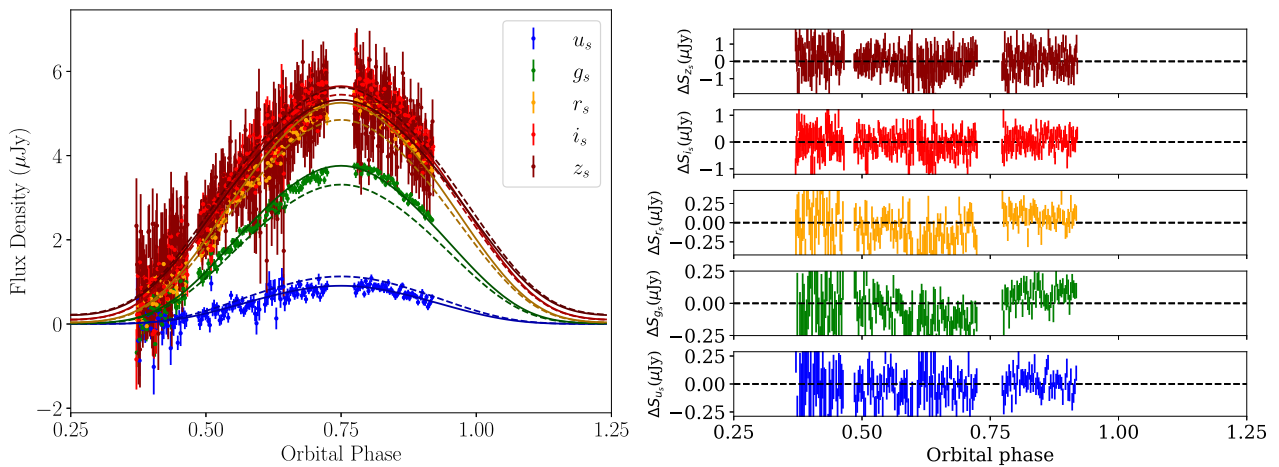 Flux Density (μJy)
6
4
2
0
−2
0.25
0.50
0.75
1.00
1.25
Orbital Phase
u_s
g_s
r_s
i_s
z_s
ΔS_{z_s}(μJy)
1
0
−1
ΔS_{i_s}(μJy)
1
0
−1
ΔS_{r_s}(μJy)
0.25
0.00
−0.25
ΔS_{g_s}(μJy)
0.25
0.00
−0.25
ΔS_{u_s}(μJy)
0.25
0.00
−0.25
0.25
0.50
0.75
1.00
1.25
Orbital phase